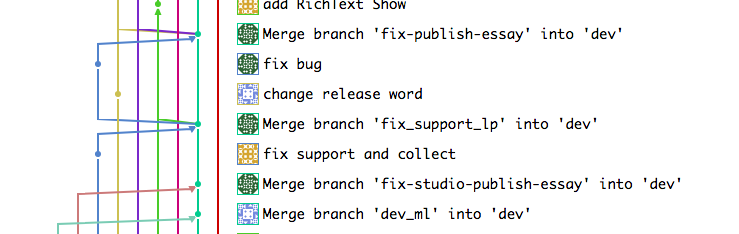 add RichText Show
Merge branch 'fix-publish-essay' into 'dev'
fix bug
change release word
Merge branch 'fix_support_lp' into 'dev'
fix support and collect
Merge branch 'fix-studio-publish-essay' into 'dev'
Merge branch 'dev_ml' into 'dev'